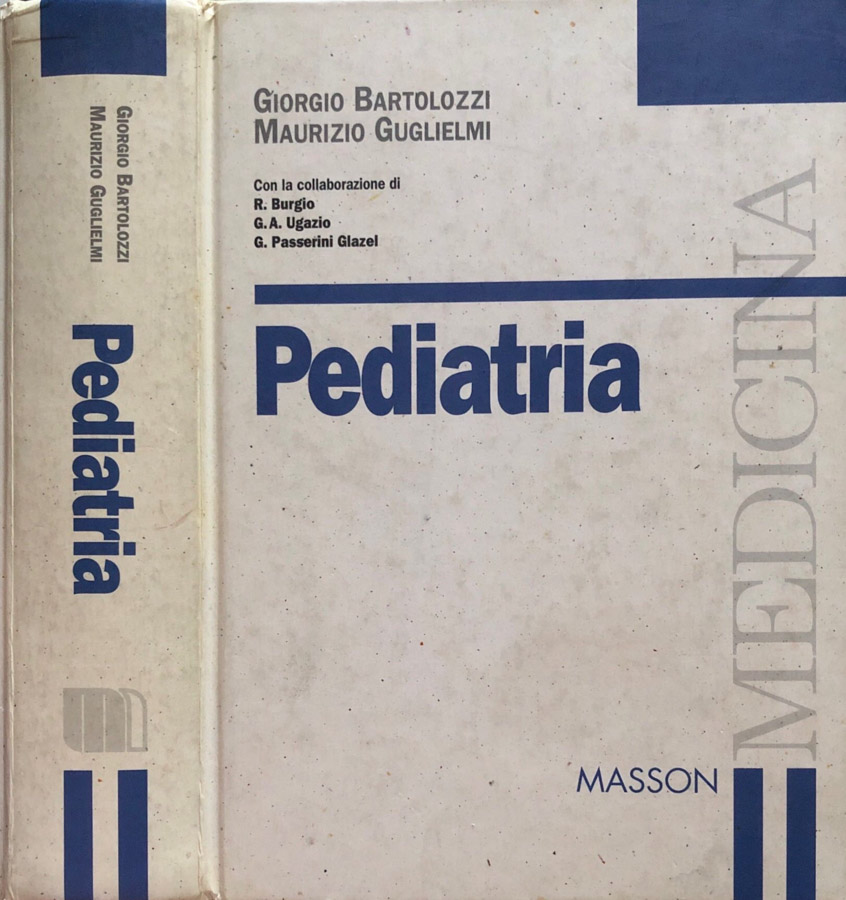 GIORGIO BARTOLOZZI
MAURIZIO GUGLIELMI
Pediatria
GIORGIO BARTOLOZZI
MAURIZIO GUGLIELMI
Con la collaborazione di
R. Burgio
G.A. Ugazio
G. Passerini Glazel
Pediatria
MEDICINA
MASSON